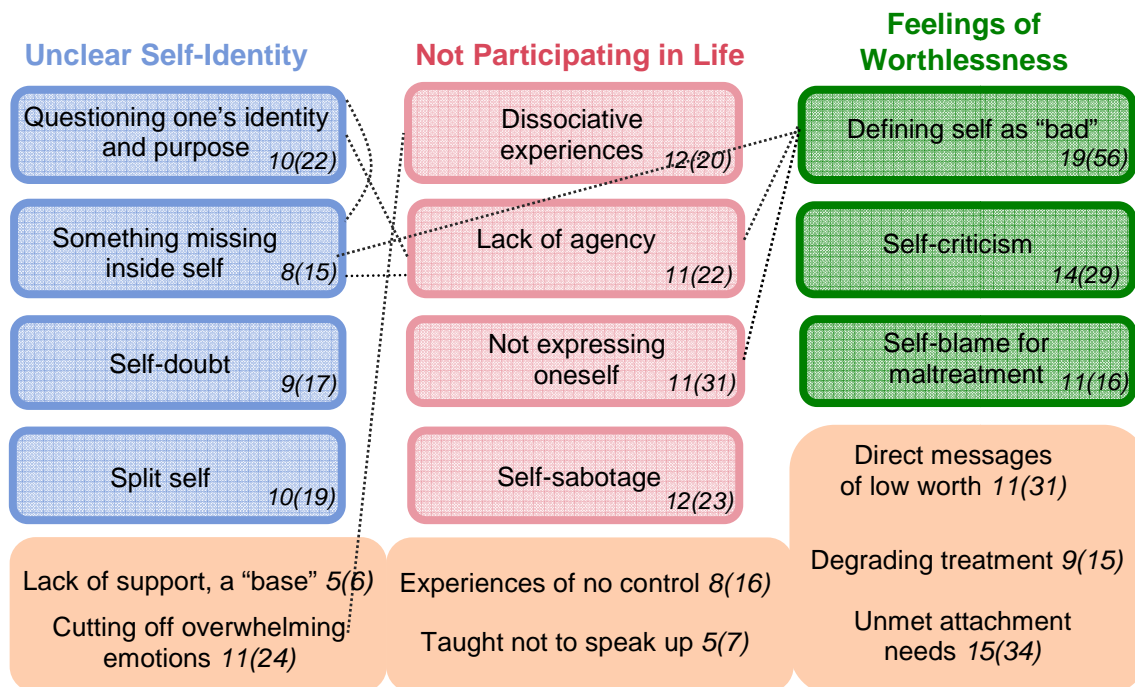 Unclear Self-Identity
Questioning one’s identity
and purpose
10(22)
Something missing
inside self
8(15)
Self-doubt
9(17)
Split self
10(19)
Lack of support, a “base” 5(6)
Cutting off overwhelming
emotions 11(24)
Not Participating in Life
Dissociative
experiences
12(20)
Lack of agency
11(22)
Not expressing
oneself
11(31)
Self-sabotage
12(23)
Experiences of no control 8(16)
Taught not to speak up 5(7)
Feelings of
Worthlessness
Defining self as “bad”
19(56)
Self-criticism
14(29)
Self-blame for
maltreatment
11(16)
Direct messages
of low worth 11(31)
Degrading treatment 9(15)
Unmet attachment
needs 15(34)